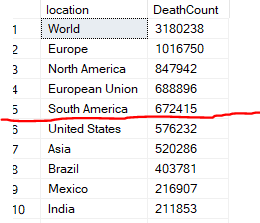 location DeathCount
1 World 3180238
2 Europe 1016750
3 North America 847942
4 European Union 688896
5 South America 672415
6 United States 576232
7 Asia 520286
8 Brazil 403781
9 Mexico 216907
10 India 211853